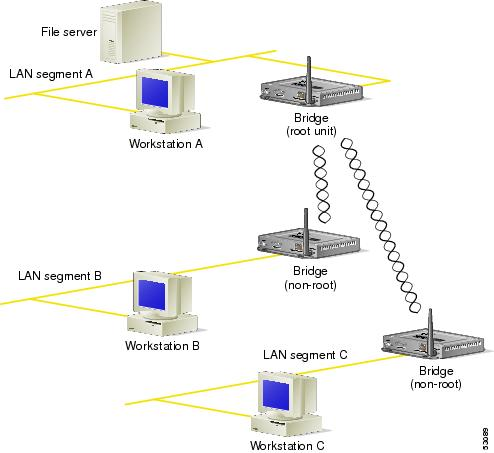 File server
LAN segment A
Workstation A
Bridge
(root unit)
LAN segment B
Bridge
(non-root)
Workstation B
LAN segment C
Bridge
(non-root)
Workstation C
53089